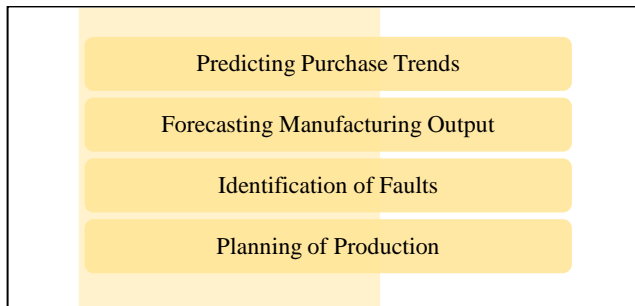 Predicting Purchase Trends
Forecasting Manufacturing Output
Identification of Faults
Planning of Production